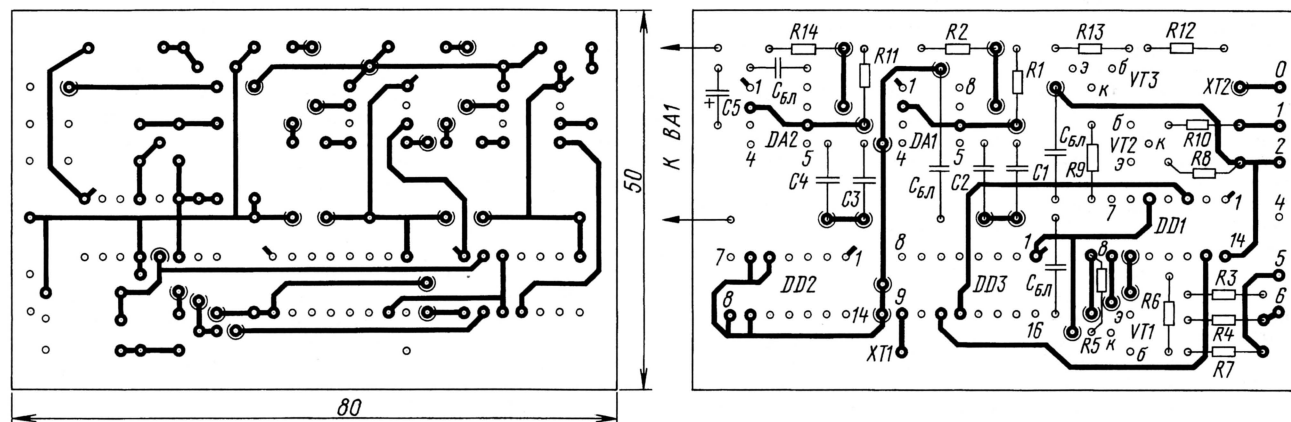 80
50
К ВА1
R14
R2
R13
R12
R11
R1
э
б
VT3
к
XT2
0
1
Cбл
C5
+
1
8
1
DA2
DA1
Cбл
б
VT2
к
э
R10
R8
R9
2
4
5
4
5
C4
C3
Cбл
C2
C1
7
1
4
DD1
7
1
8
1
14
DD2
DD3
Cбл
8
R5
э
VT1
к
б
R6
R3
5
6
R4
R7
8
14
9
16
XT1